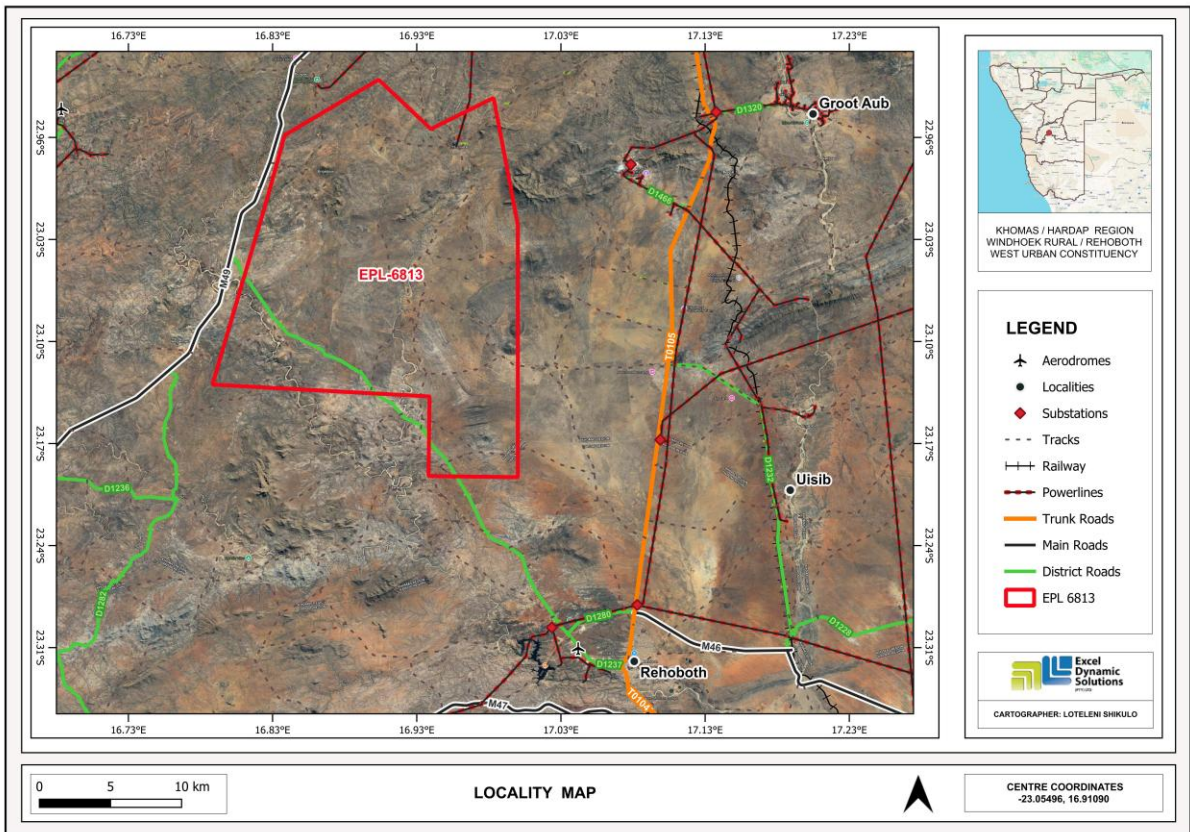 16.73°E 16.83°E 16.93°E 17.03°E 17.13°E 17.23°E
22.96°S 22.96°S
23.03°S 23.03°S
23.10°S 23.10°S
23.17°S 23.17°S
23.24°S 23.24°S
23.31°S 23.31°S
Groot Aub
D1320
D1466
M49
EPL-6813
T0105
D1236
D1232
Uisib
D1282
D1280
D1228
M46
D1237
Rehoboth
M47
T0104
16.73°E 16.83°E 16.93°E 17.03°E 17.13°E 17.23°E
KHOMAS / HARDAP REGION
WINDHOEK RURAL / REHOBOTH
WEST URBAN CONSTITUENCY
LEGEND
Aerodromes
Localities
Substations
Tracks
Railway
Powerlines
Trunk Roads
Main Roads
District Roads
EPL 6813
Excel
Dynamic
Solutions
(PTY) LTD
CARTOGRAPHER: LOTELENI SHIKULO
0 5 10 km
LOCALITY MAP
CENTRE COORDINATES
-23.05496, 16.91090